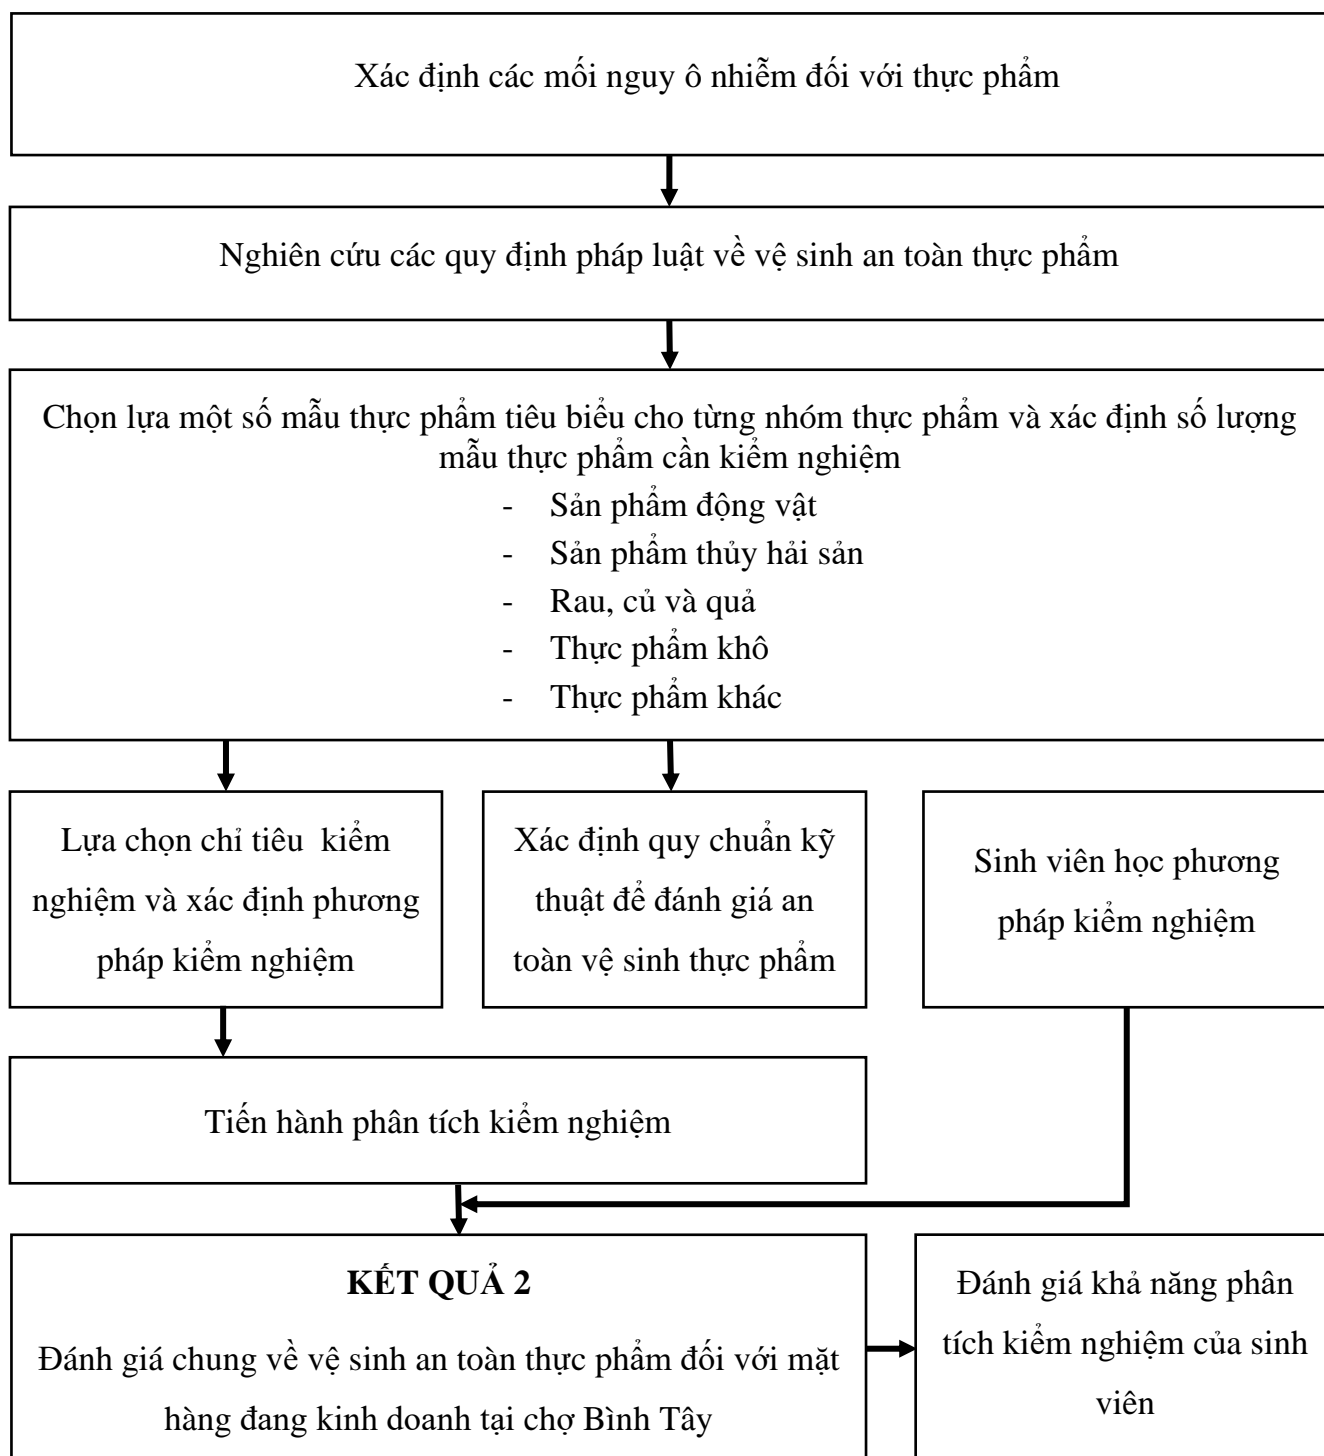 Xác định các mối nguy ô nhiễm đối với thực phẩm
Nghiên cứu các quy định pháp luật về vệ sinh an toàn thực phẩm
Chọn lựa một số mẫu thực phẩm tiêu biểu cho từng nhóm thực phẩm và xác định số lượng
mẫu thực phẩm cần kiểm nghiệm
- Sản phẩm động vật
- Sản phẩm thủy hải sản
- Rau, củ và quả
- Thực phẩm khô
- Thực phẩm khác
Lựa chọn chỉ tiêu kiểm
nghiệm và xác định phương
pháp kiểm nghiệm
Xác định quy chuẩn kỹ
thuật để đánh giá an
toàn vệ sinh thực phẩm
Sinh viên học phương
pháp kiểm nghiệm
Tiến hành phân tích kiểm nghiệm
KẾT QUẢ 2
Đánh giá chung về vệ sinh an toàn thực phẩm đối với mặt
hàng đang kinh doanh tại chợ Bình Tây
Đánh giá khả năng phân
tích kiểm nghiệm của sinh
viên